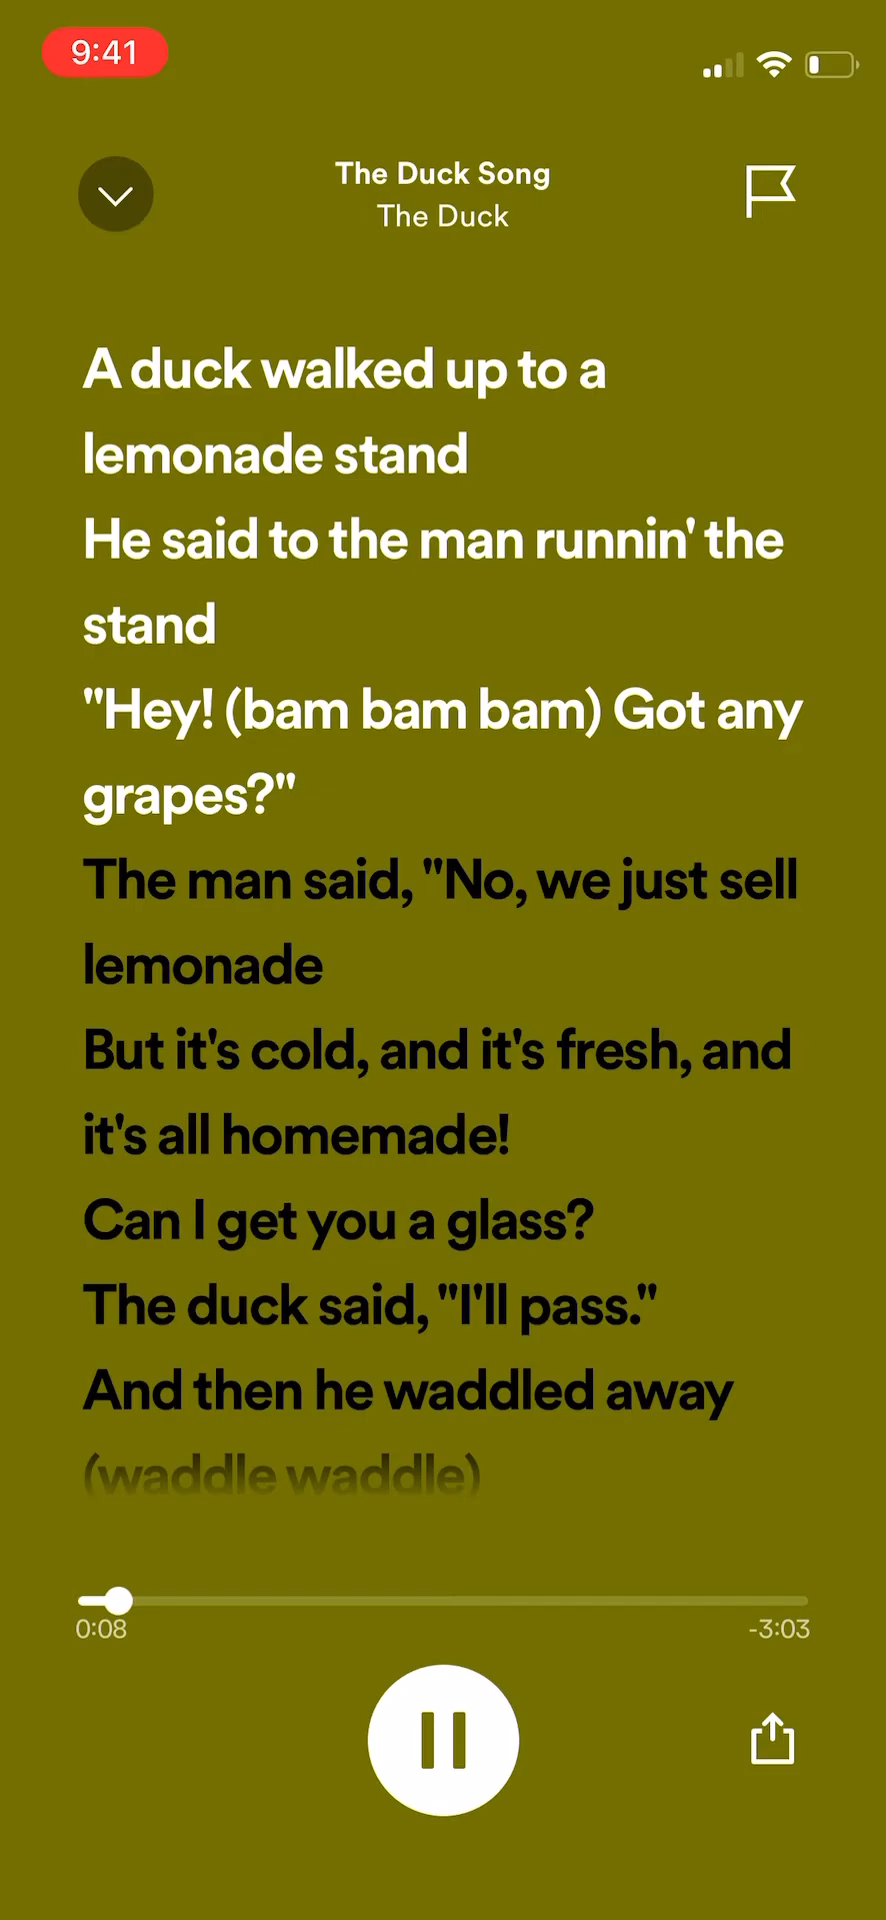 9:41
The Duck Song
The Duck
A duck walked up to a
lemonade stand
He said to the man runnin' the
stand
"Hey! (bam bam bam) Got any
grapes?"
The man said, "No, we just sell
lemonade
But it's cold, and it's fresh, and
it's all homemade!
Can I get you a glass?
The duck said, "I'll pass."
And then he waddled away
(waddle waddle)
0:08
-3:03